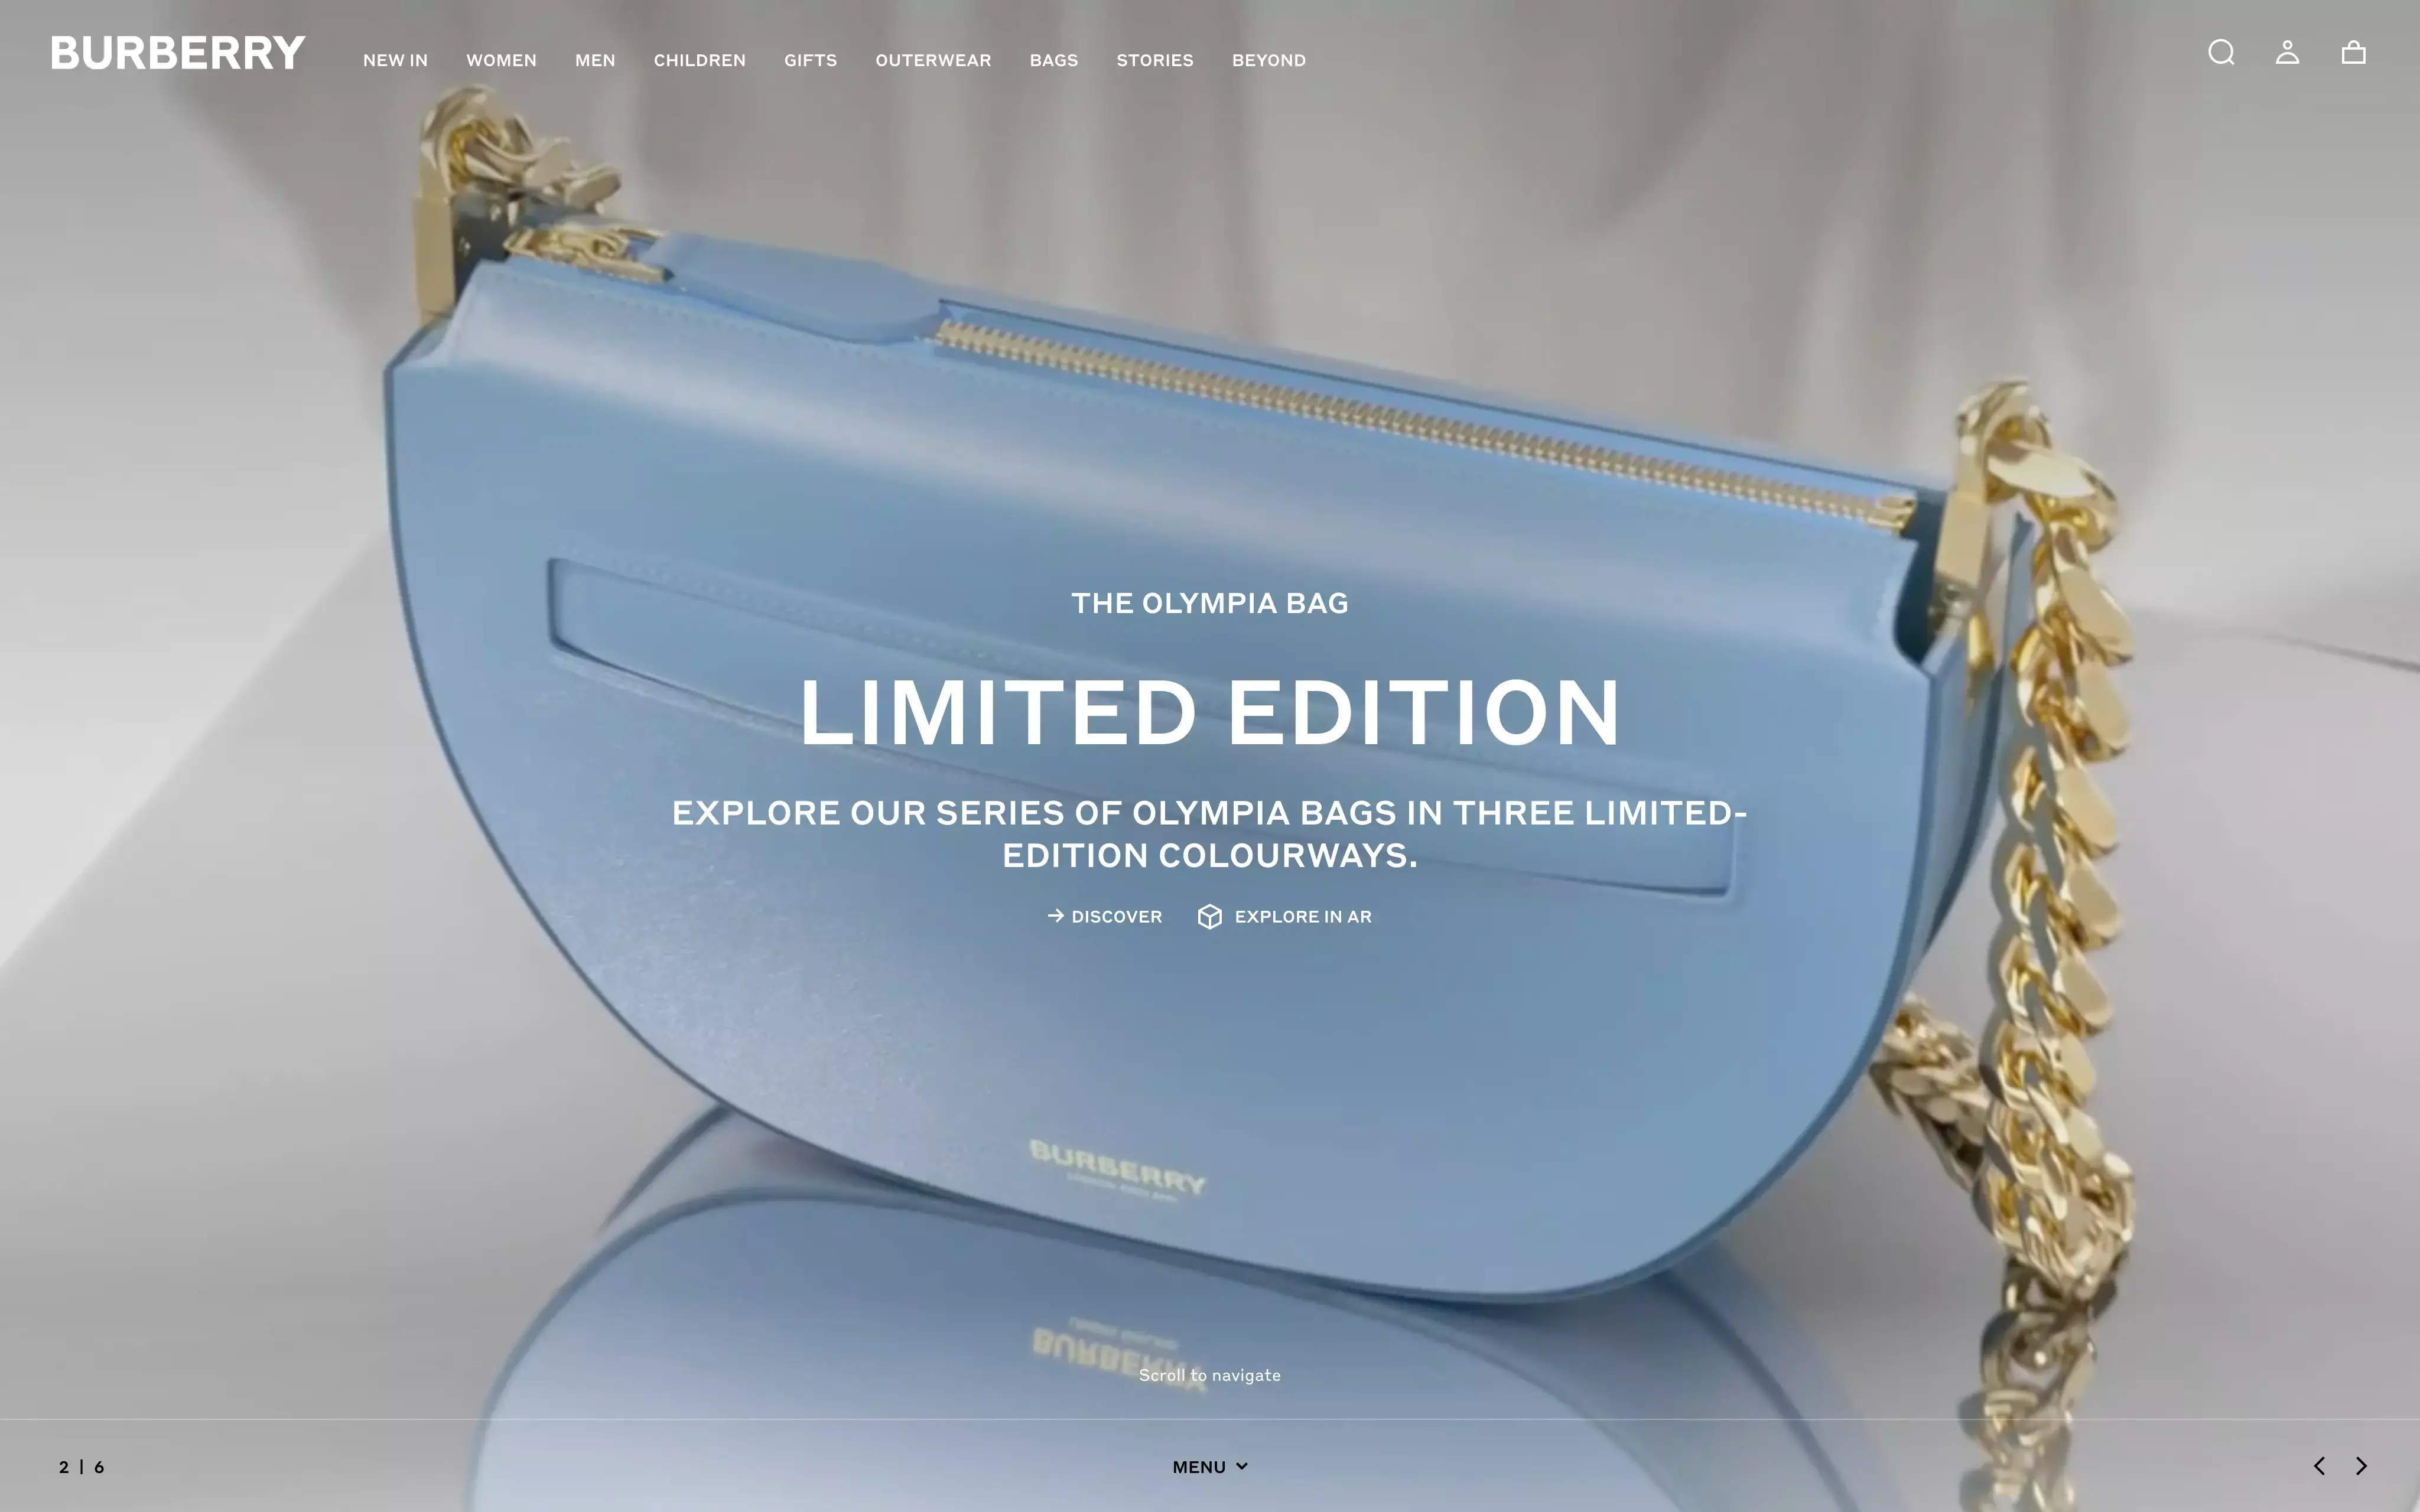 BURBERRY
NEW IN WOMEN MEN CHILDREN GIFTS OUTERWEAR BAGS STORIES BEYOND
THE OLYMPIA BAG
LIMITED EDITION
EXPLORE OUR SERIES OF OLYMPIA BAGS IN THREE LIMITED-
EDITION COLOURWAYS.
DISCOVER EXPLORE IN AR
BURBERRY
BURBERRY
Scroll to navigate
2 | 6
MENU